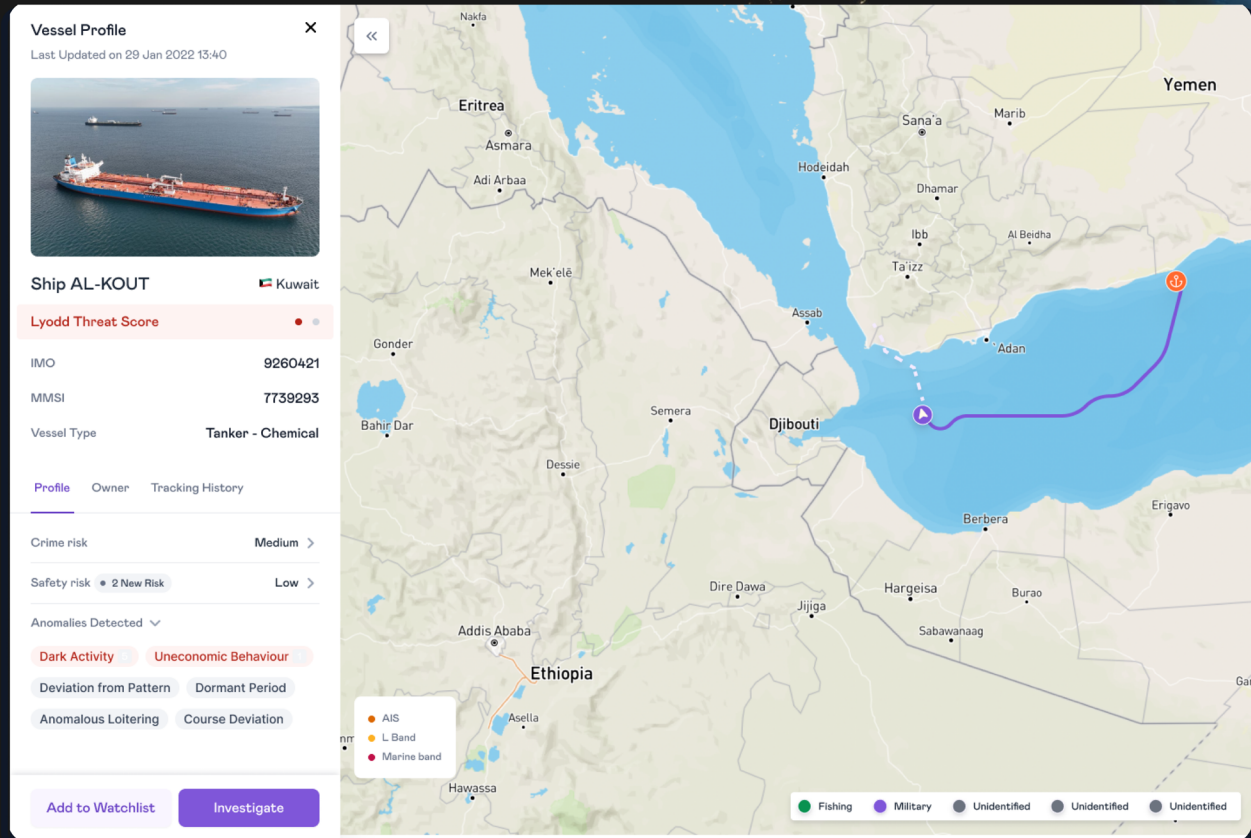 Vessel Profile
Last Updated on 29 Jan 2022 13:40
Ship AL-KOUT
Kuwait
Lyodd Threat Score
IMO 9260421
MMSI 7739293
Vessel Type Tanker - Chemical
Profile Owner Tracking History
Crime risk Medium
Safety risk 2 New Risk Low
Anomalies Detected
Dark Activity Uneconomic Behaviour
Deviation from Pattern Dormant Period
Anomalous Loitering Course Deviation
Add to Watchlist Investigate
Nakfa
Yemen
Eritrea
Marib
Sana'a
Asmara
Hodeidah
Adi Arbaa
Dhamar
Ibb
Al Beidha
Ta'izz
Mek'elē
Assab
Gonder
Adan
Semera
Djibouti
Bahir Dar
Dessie
Erigavo
Berbera
Dire Dawa
Hargeisa
Burao
Jijiga
Addis Ababa
Sabawanaag
Ethiopia
Asella
AIS
L Band
Marine band
Hawassa
Fishing Military Unidentified Unidentified Unidentified